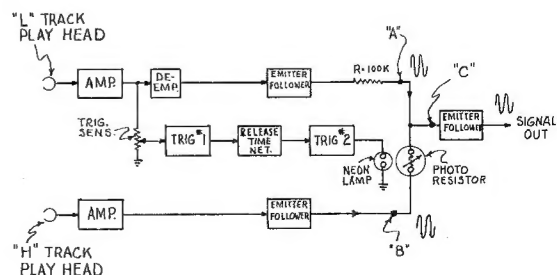 "L" TRACK
PLAY HEAD
AMP.
DE-
EMP.
EMITTER
FOLLOWER
R=100K
"A"
"C"
EMITTER
FOLLOWER
SIGNAL
OUT
TRIG.
SENS.
TRIG #1
RELEASE
TIME
NET.
TRIG #2
NEON
LAMP
PHOTO
RESISTOR
AMP.
EMITTER
FOLLOWER
"B"
"H" TRACK
PLAY HEAD